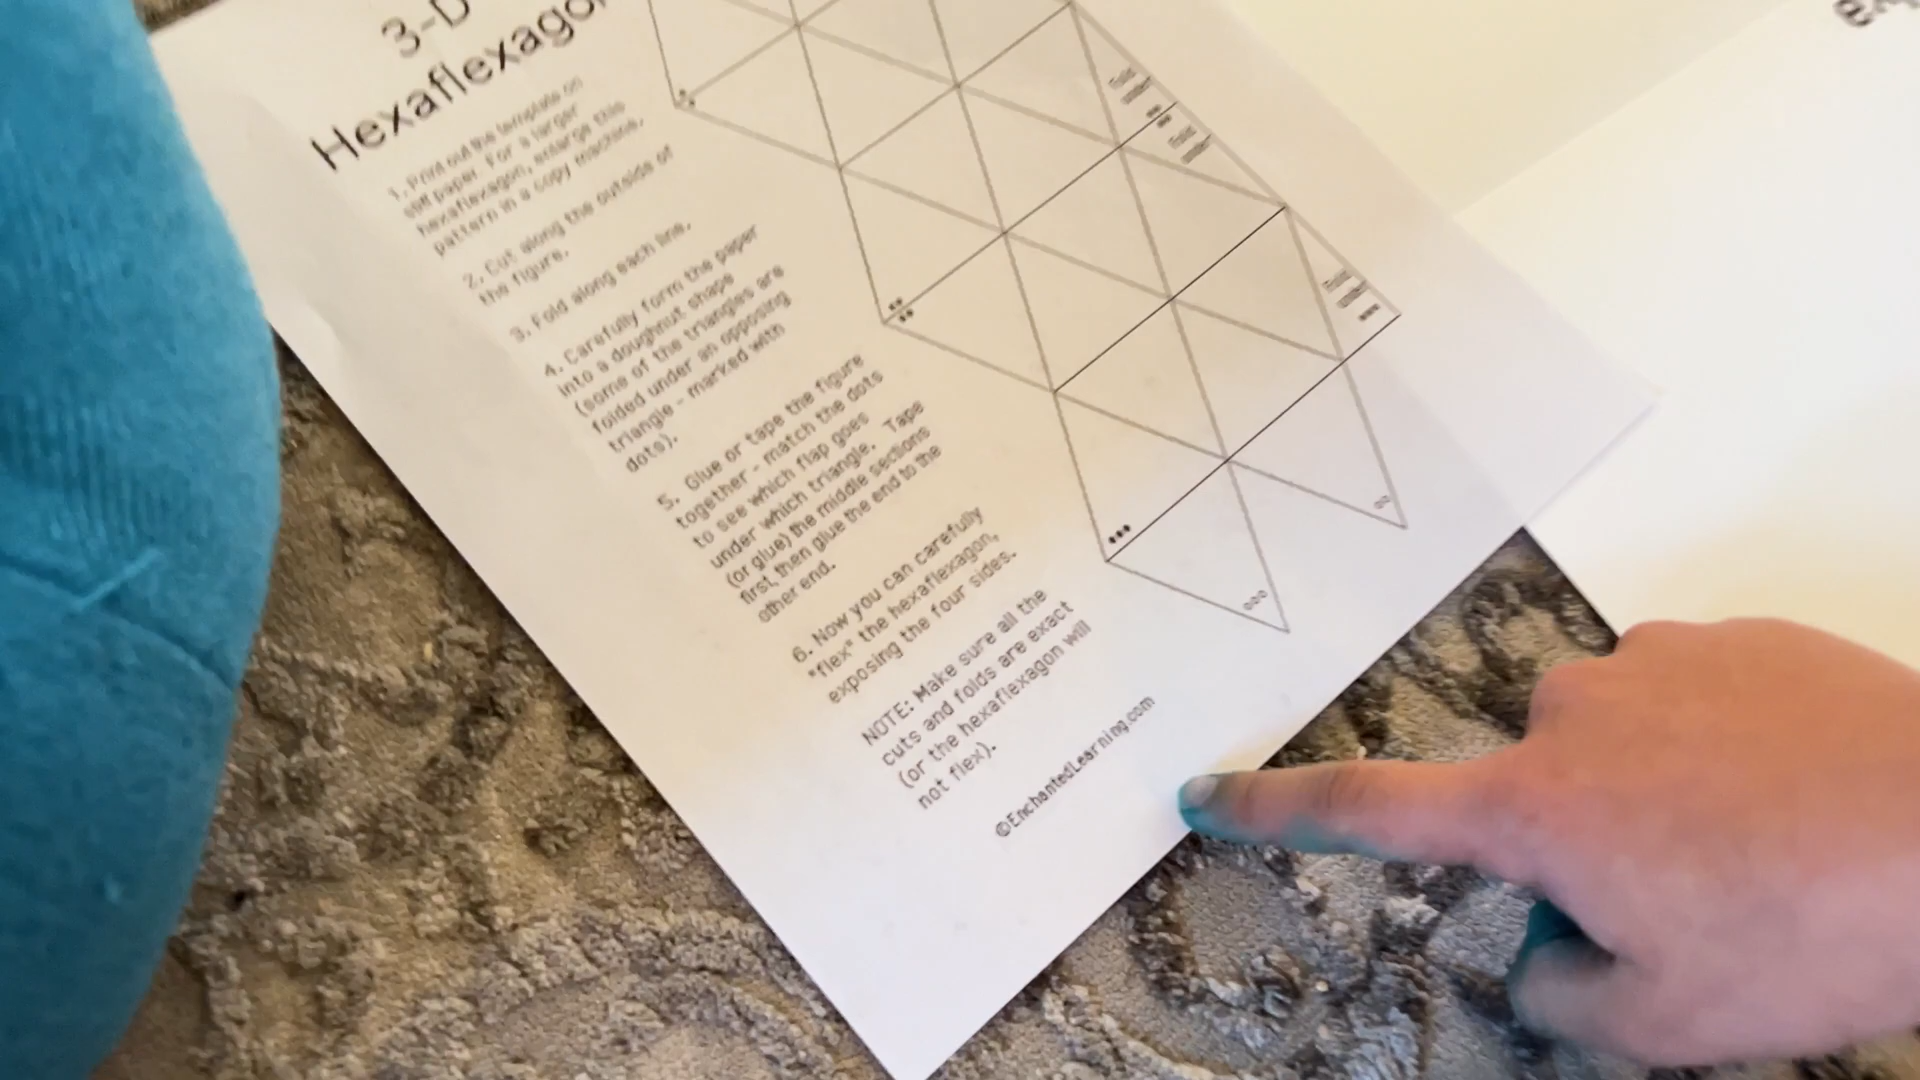 3-D
Hexaflexagon
1. Print out the template on
stiff paper. For a larger
hexaflexagon, enlarge this
pattern in a copy machine.
2. Cut along the outside of
the figure.
3. Fold along each line.
4. Carefully form the paper
into a doughnut shape
(some of the triangles are
folded under an opposing
triangle - marked with
dots).
5. Glue or tape the figure
together - match the dots
to see which flap goes
under which triangle. Tape
(or glue) the middle sections
first, then glue the end to the
other end.
6. Now you can carefully
"flex" the hexaflexagon,
exposing the four sides.
NOTE: Make sure all the
cuts and folds are exact
(or the hexaflexagon will
not flex).
©EnchantedLearning.com